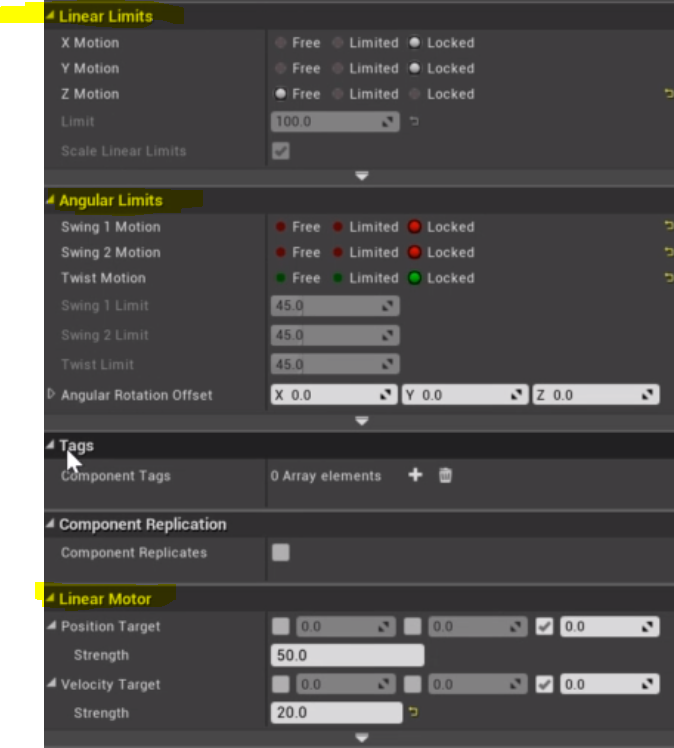 Linear Limits
X Motion Free Limited Locked
Y Motion Free Limited Locked
Z Motion Free Limited Locked
Limit 100.0
Scale Linear Limits
Angular Limits
Swing 1 Motion Free Limited Locked
Swing 2 Motion Free Limited Locked
Twist Motion Free Limited Locked
Swing 1 Limit 45.0
Swing 2 Limit 45.0
Twist Limit 45.0
Angular Rotation Offset X 0.0 Y 0.0 Z 0.0
Tags
Component Tags 0 Array elements
Component Replication
Component Replicates
Linear Motor
Position Target 0.0 0.0 0.0
Strength 50.0
Velocity Target 0.0 0.0 0.0
Strength 20.0